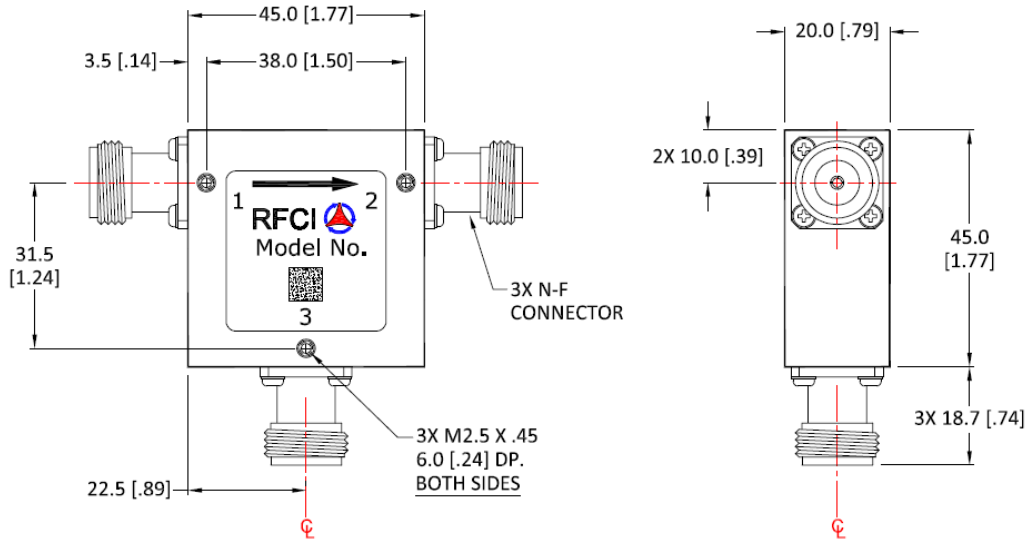 45.0 [1.77]
3.5 [.14]
38.0 [1.50]
1
2
RFCI
Model No.
3
31.5
[1.24]
3X N-F
CONNECTOR
3X M2.5 X .45
6.0 [.24] DP.
BOTH SIDES
22.5 [.89]
℄
20.0 [.79]
2X 10.0 [.39]
45.0
[1.77]
3X 18.7 [.74]
℄